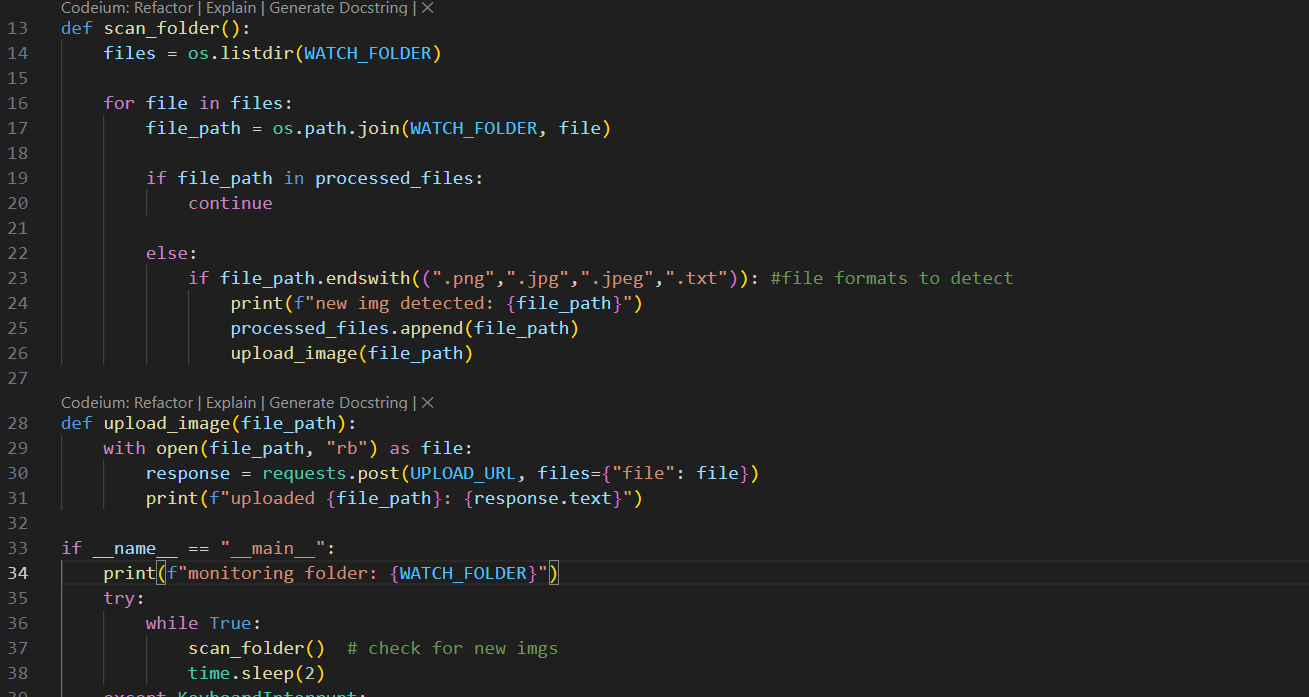 Codeium: Refactor | Explain | Generate Docstring | ×
13 def scan_folder():
14     files = os.listdir(WATCH_FOLDER)
15
16     for file in files:
17         file_path = os.path.join(WATCH_FOLDER, file)
18
19         if file_path in processed_files:
20             continue
21
22         else:
23             if file_path.endswith((".png",".jpg",".jpeg",".txt")): #file formats to detect
24                 print(f"new img detected: {file_path}")
25                 processed_files.append(file_path)
26                 upload_image(file_path)
27
Codeium: Refactor | Explain | Generate Docstring | ×
28 def upload_image(file_path):
29     with open(file_path, "rb") as file:
30         response = requests.post(UPLOAD_URL, files={"file": file})
31         print(f"uploaded {file_path}: {response.text}")
32
33 if __name__ == "__main__":
34     print(f"monitoring folder: {WATCH_FOLDER}")
35     try:
36         while True:
37             scan_folder()  # check for new imgs
38             time.sleep(2)
39     except KeyboardInterrupt: